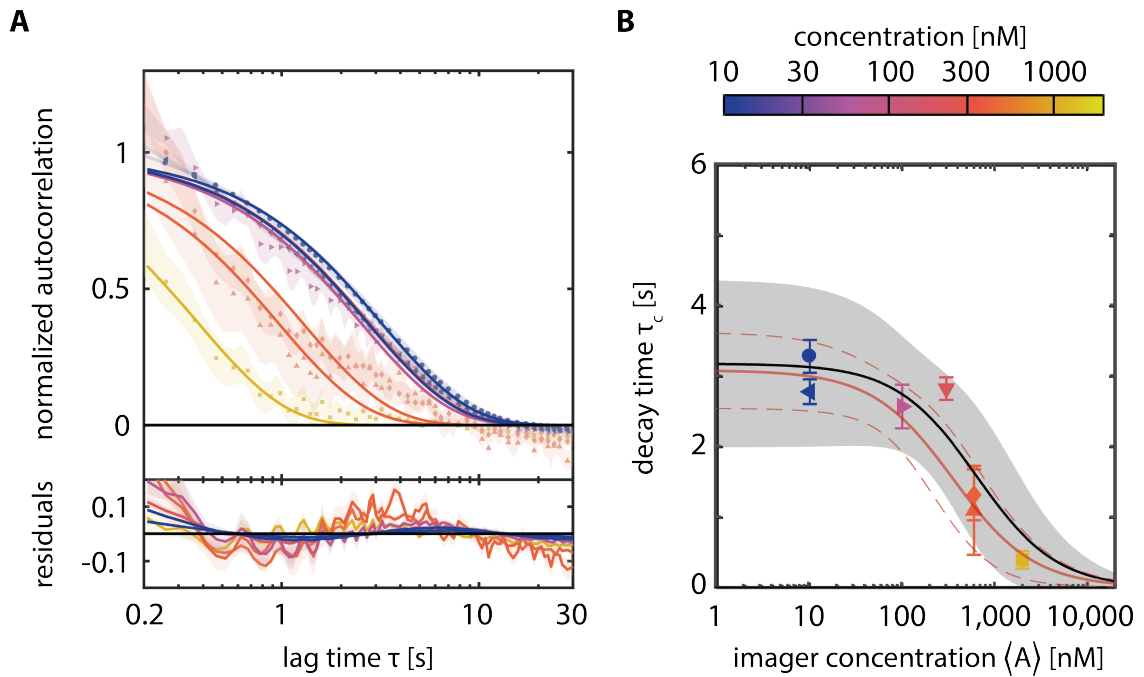 A
normalized autocorrelation
1
0.5
0
residuals
0.1
-0.1
0.2 1 10 30
lag time τ [s]
B
concentration [nM]
10 30 100 300 1000
decay time τc [s]
6
4
2
0
1 10 100 1,000 10,000
imager concentration ⟨A⟩ [nM]